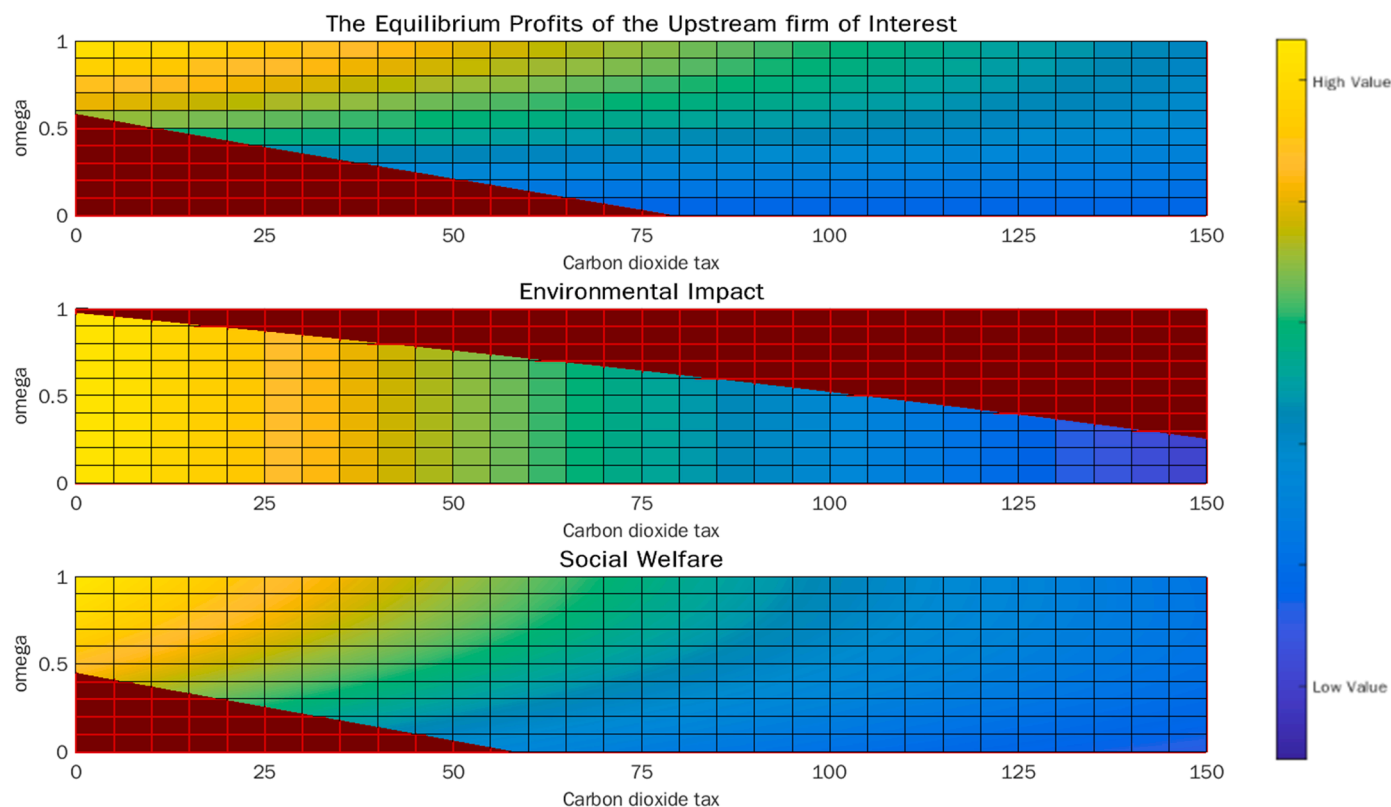 The Equilibrium Profits of the Upstream firm of Interest
1
0.5
0
omega
0 25 50 75 100 125 150
Carbon dioxide tax
Environmental Impact
1
0.5
0
omega
0 25 50 75 100 125 150
Carbon dioxide tax
Social Welfare
1
0.5
0
omega
0 25 50 75 100 125 150
Carbon dioxide tax
High Value
Low Value